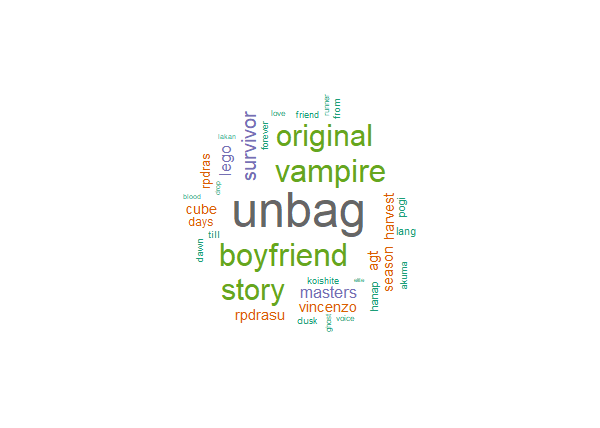 love
friend
runner
from
forever
original
survivor
lakan
lego
rpdras
vampire
drop
blood
cube
days
unbag
harvest
pogi
till
lang
dawn
boyfriend
agt
season
akuma
koishite
story
masters
hanap
vincenzo
rpdrasu
dusk
ghost
voice